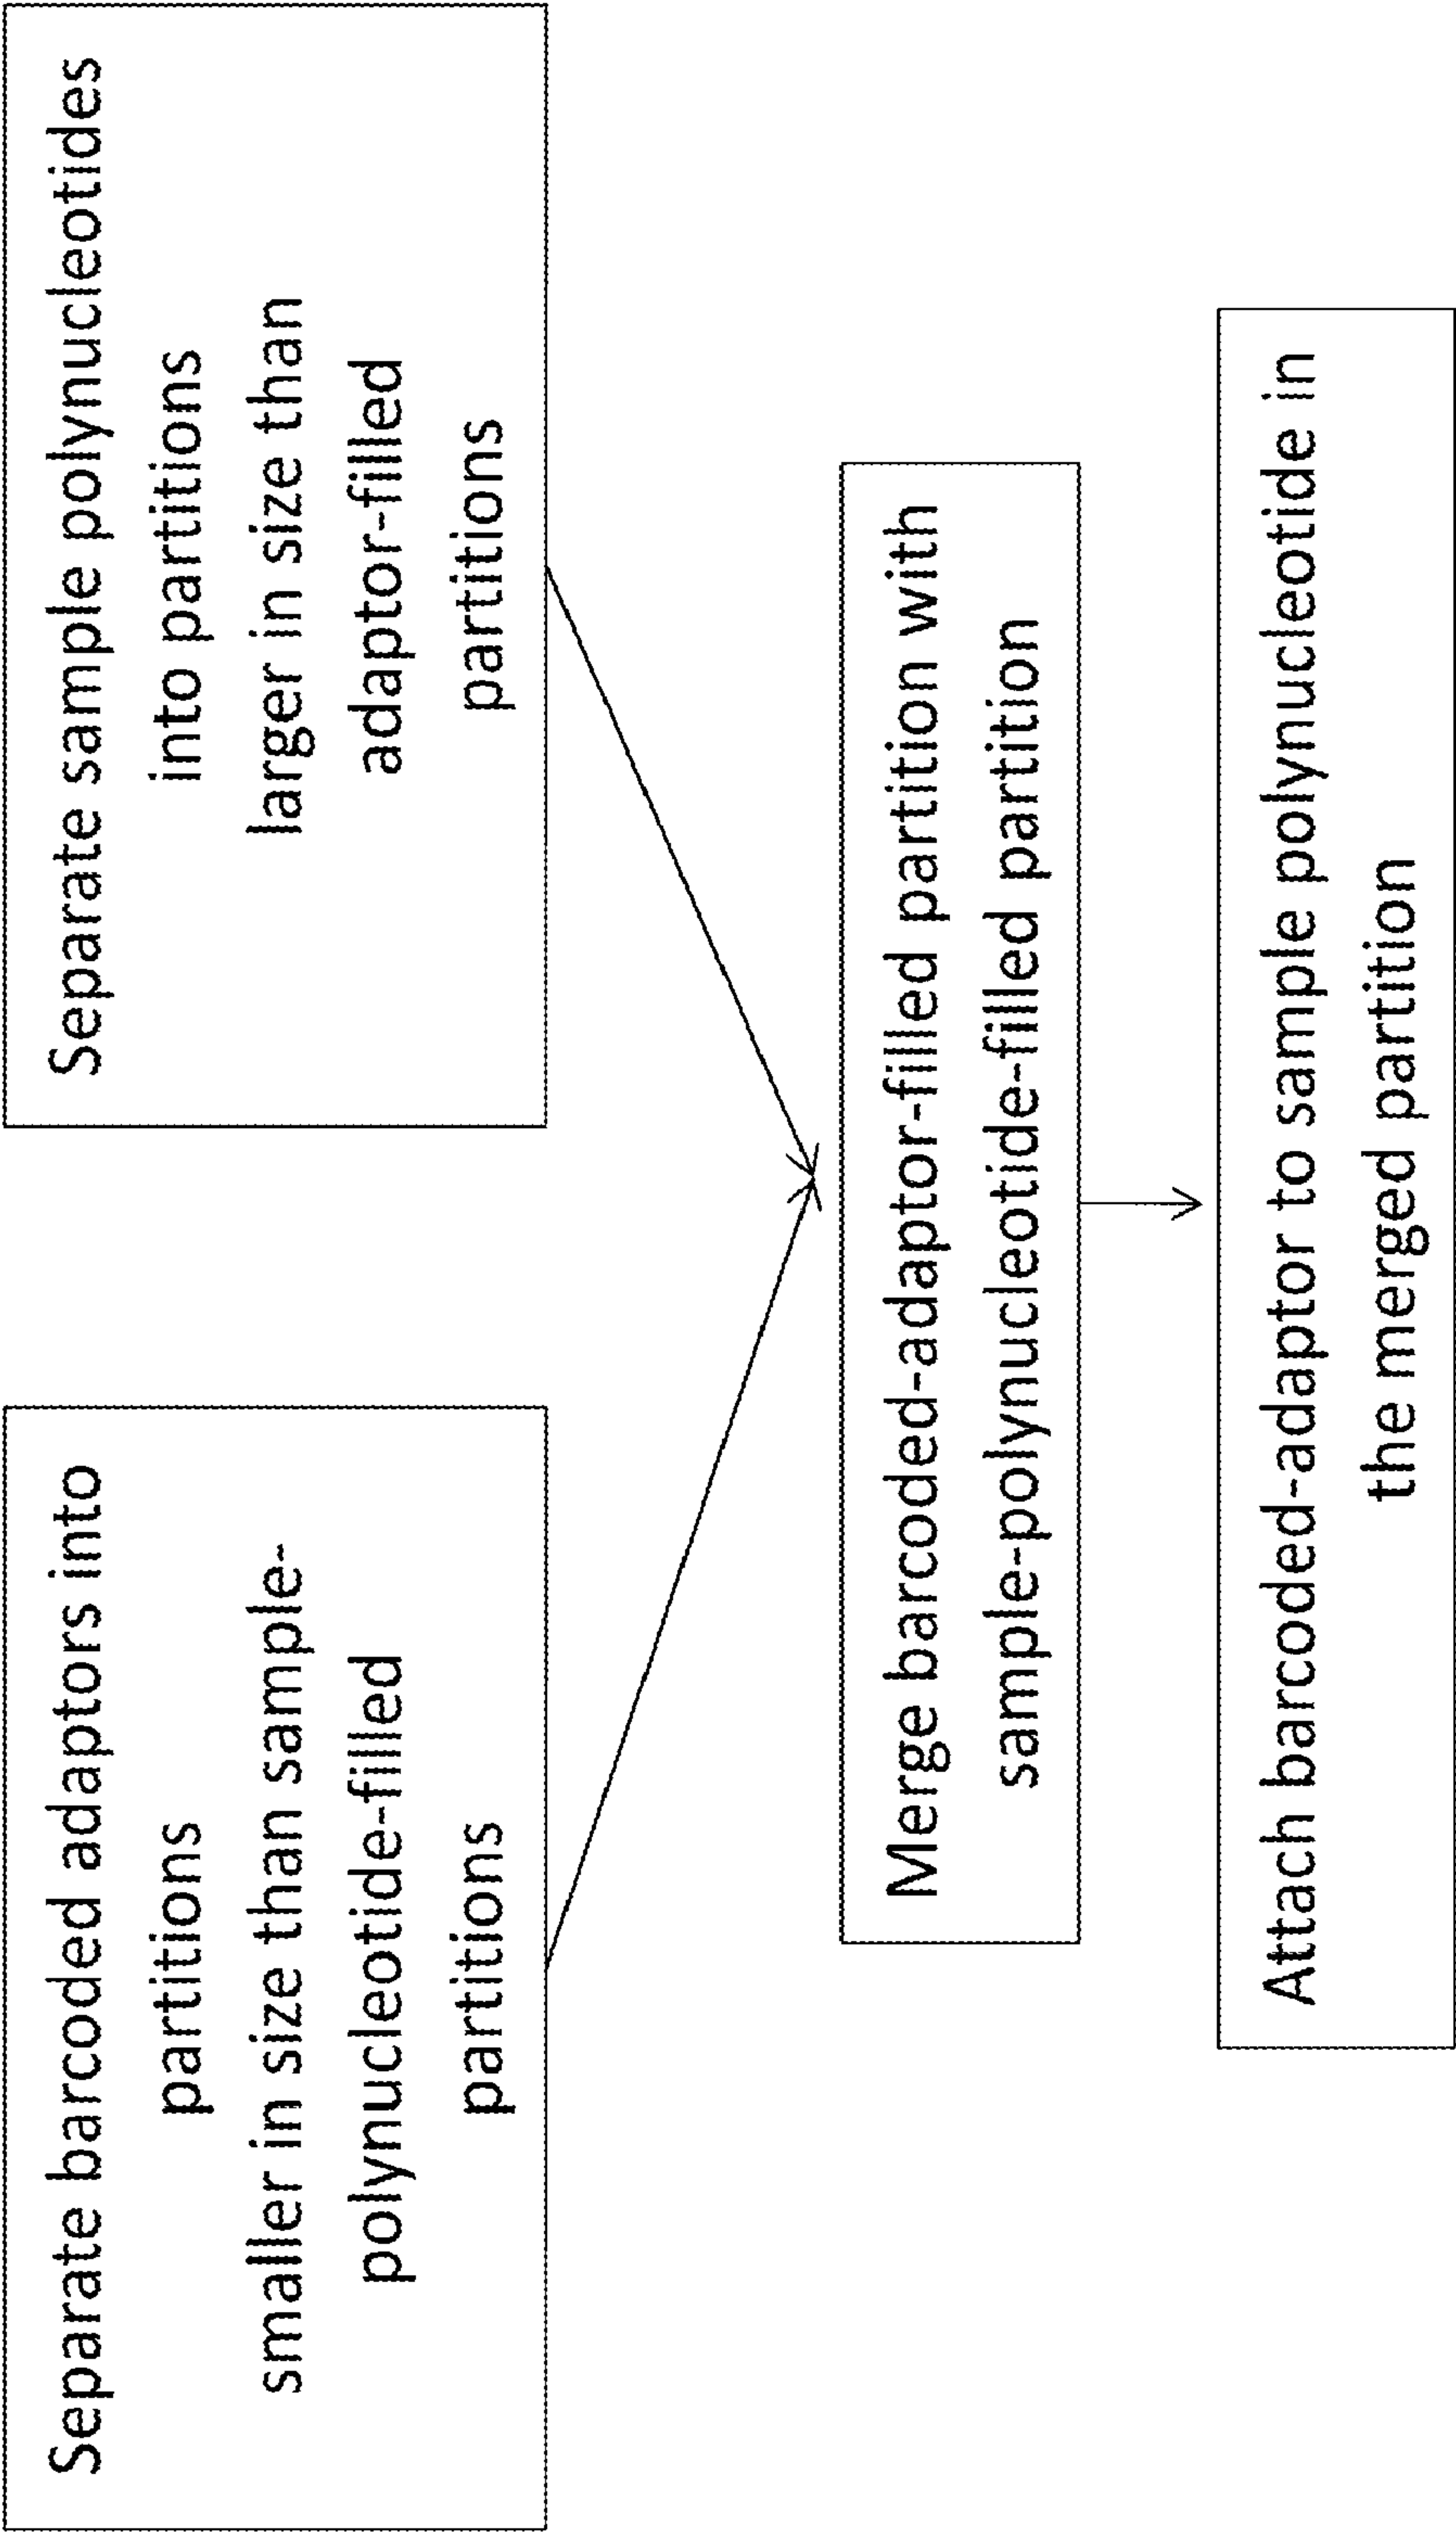 Separate barcoded adaptors into
partitions
smaller in size than sample-
polynucleotide-filled
partitions
Separate sample polynucleotides
into partitions
larger in size than
adaptor-filled
partitions
Merge barcoded-adaptor-filled partition with
sample-polynucleotide-filled partition
Attach barcoded-adaptor to sample polynucleotide in
the merged partition